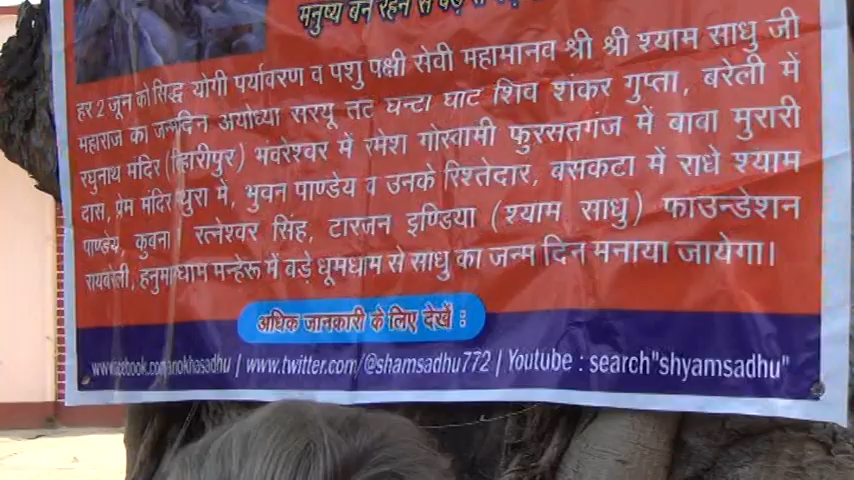 मनुष्य बन रहने से बड़े
हर 2 जून को सिद्ध योगी पर्यावरण व पशु पक्षी सेवी महामानव श्री श्री श्याम साधु जी
महाराज का जन्मदिन अयोध्या सरयू तट घन्टा घाट शिव शंकर गुप्ता, बरेली में
रघुनाथ मंदिर (हारीपुर) भंवरेश्वर में रमेश गोस्वामी फुरसतगंज में बाबा मुरारी
दास, प्रेम मंदिर में, भुवन पाण्डेय व उनके रिश्तेदार, बसकटा में राधे श्याम
पाण्डेय, कुबना रत्नेश्वर सिंह, टारजन इण्डिया (श्याम साधु) फाउन्डेशन
रायबरेली, धाम मन्हेरू में बड़े धूमधाम से साधु का जन्म दिन मनाया जायेगा।
अधिक जानकारी के लिए देखें :
www.facebook.com/anokhasadhu | www.twitter.com/@shamsadhu772 | Youtube : search"shyamsadhu"